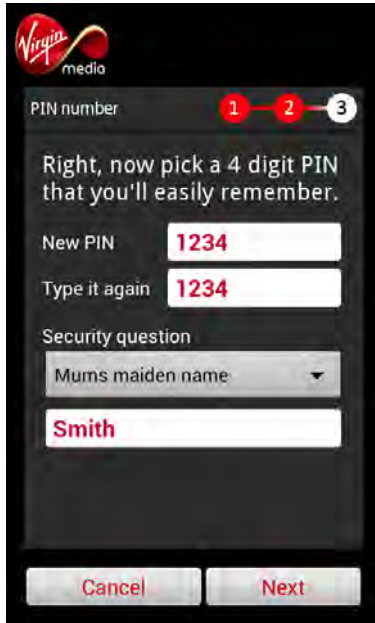 Virgin
media
PIN number 1 2 3
Right, now pick a 4 digit PIN
that you'll easily remember.
New PIN 1234
Type it again 1234
Security question
Mums maiden name
Smith
Cancel Next